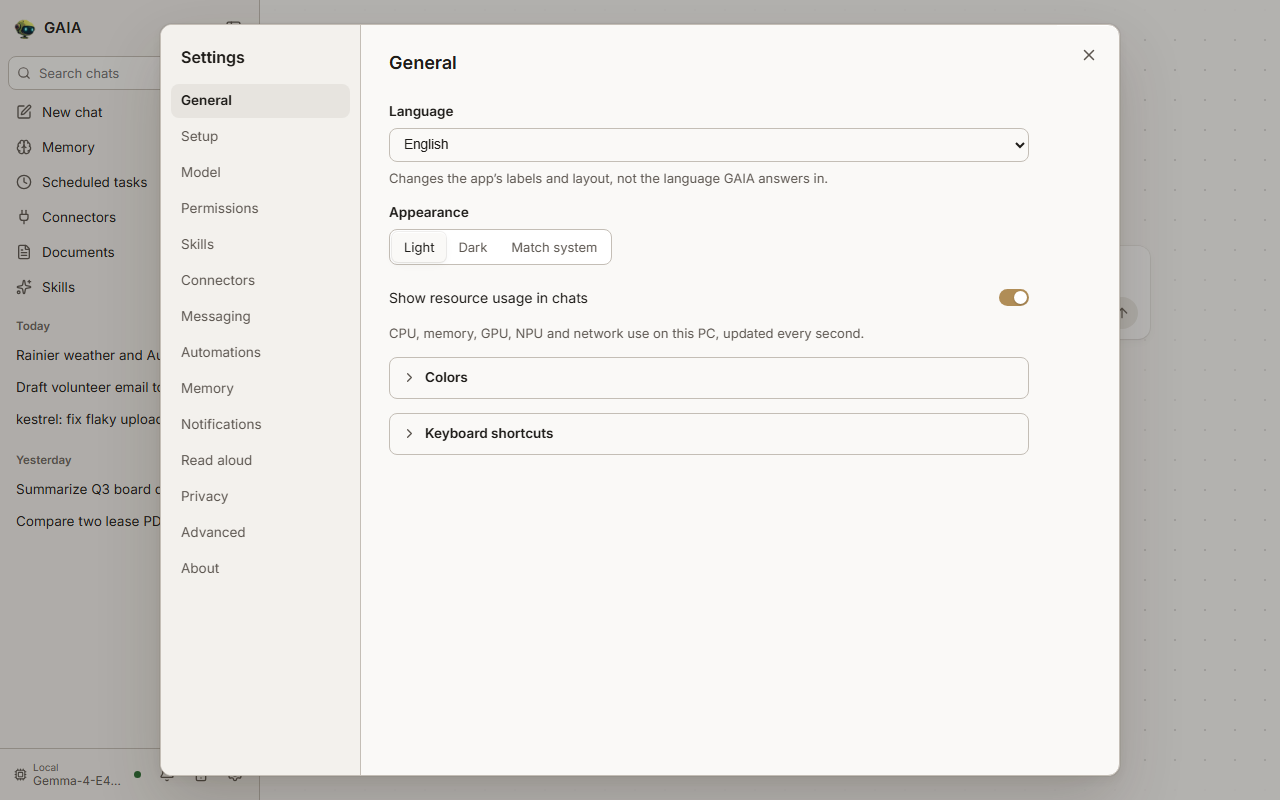 GAIA
Search chats
New chat
Memory
Scheduled tasks
Connectors
Documents
Skills
Today
Rainier weather and Au
Draft volunteer email to
kestrel: fix flaky upload
Yesterday
Summarize Q3 board d
Compare two lease PD
Local
Gemma-4-E4...
Settings
General
Setup
Model
Permissions
Skills
Connectors
Messaging
Automations
Memory
Notifications
Read aloud
Privacy
Advanced
About
General
Language
English
Changes the app’s labels and layout, not the language GAIA answers in.
Appearance
Light Dark Match system
Show resource usage in chats
CPU, memory, GPU, NPU and network use on this PC, updated every second.
Colors
Keyboard shortcuts